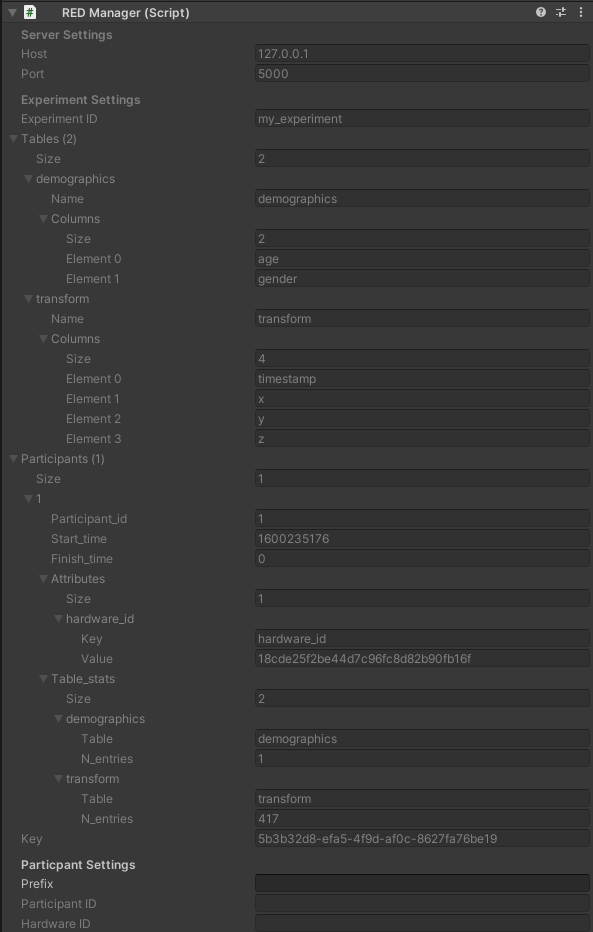 RED Manager (Script)
Server Settings
Host 127.0.0.1
Port 5000
Experiment Settings
Experiment ID my_experiment
Tables (2)
Size 2
demographics
Name demographics
Columns
Size 2
Element 0 age
Element 1 gender
transform
Name transform
Columns
Size 4
Element 0 timestamp
Element 1 x
Element 2 y
Element 3 z
Participants (1)
Size 1
1
Participant_id 1
Start_time 1600235176
Finish_time 0
Attributes
Size 1
hardware_id
Key hardware_id
Value 18cde25f2be44d7c96fc8d82b90fb16f
Table_stats
Size 2
demographics
Table demographics
N_entries 1
transform
Table transform
N_entries 417
Key 5b3b32d8-efa5-4f9d-af0c-8627fa76be19
Particpant Settings
Prefix
Participant ID
Hardware ID